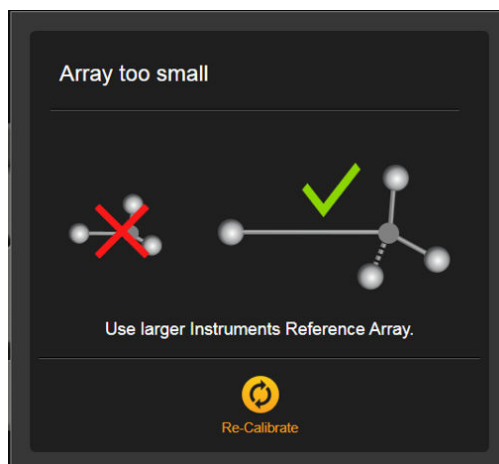 Array too small
Use larger Instruments Reference Array.
Re-Calibrate